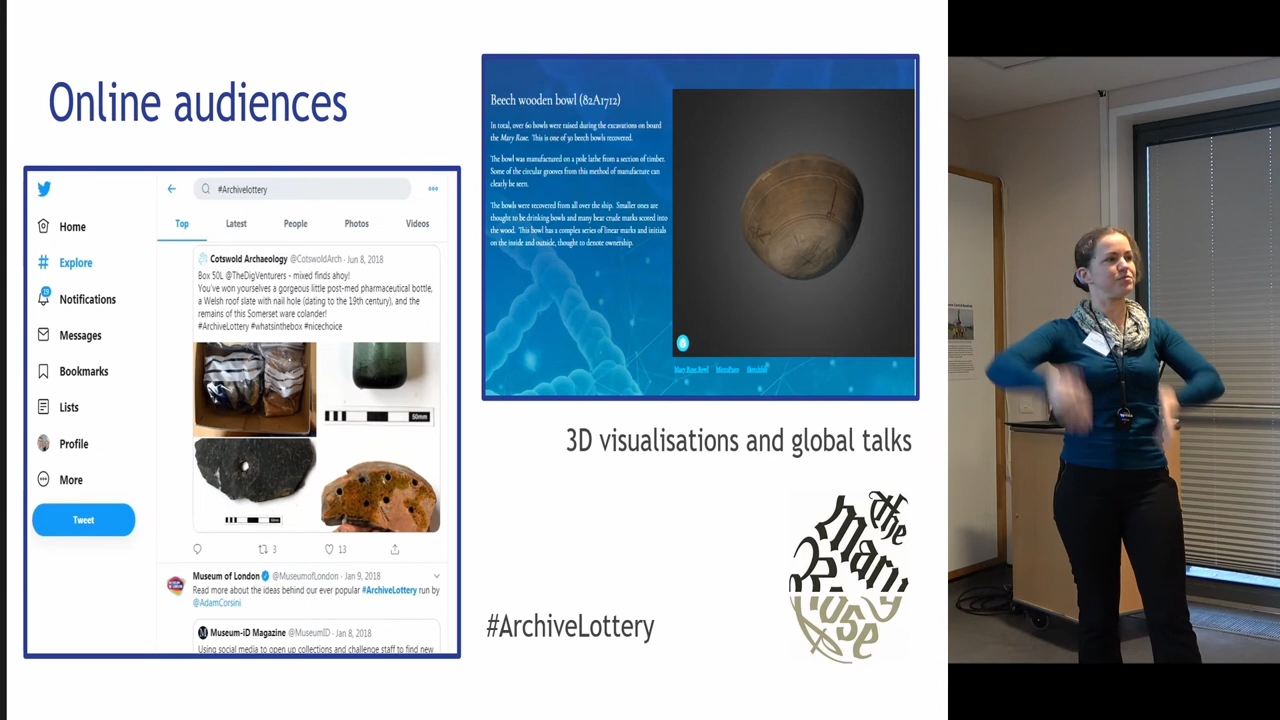 Online audiences
#Archivelottery
Home
Explore
19
Notifications
Messages
Bookmarks
Lists
Profile
More
Tweet
Top
Latest
People
Photos
Videos
Cotswold Archaeology @CotswoldArch · Jun 8, 2018
Box 50L @TheDigVenturers - mixed finds ahoy!
You've won yourselves a gorgeous little post-med pharmaceutical bottle,
a Welsh roof slate with nail hole (dating to the 19th century), and the
remains of this Somerset ware colander!
#ArchiveLottery #whatsinthebox #nicechoice
50mm
3
13
Museum of London @MuseumofLondon · Jan 9, 2018
Read more about the ideas behind our ever popular #ArchiveLottery run by
@AdamCorsini
Museum-iD Magazine @MuseumID · Jan 8, 2018
Using social media to open up collections and challenge staff to find new
Beech wooden bowl (82A1712)
In total, over 60 bowls were raised during the excavations on board
the Mary Rose. This is one of 30 beech bowls recovered.
The bowl was manufactured on a pole lathe from a section of timber.
Some of the circular grooves from this method of manufacture can
clearly be seen.
The bowls were recovered from all over the ship. Smaller ones are
thought to be drinking bowls and many bear crude marks scored into
the wood. This bowl has a complex series of linear marks and initials
on the inside and outside, thought to denote ownership.
Mary Rose Bowl
3D visualisations and global talks
#ArchiveLottery
The
Mary
Rose